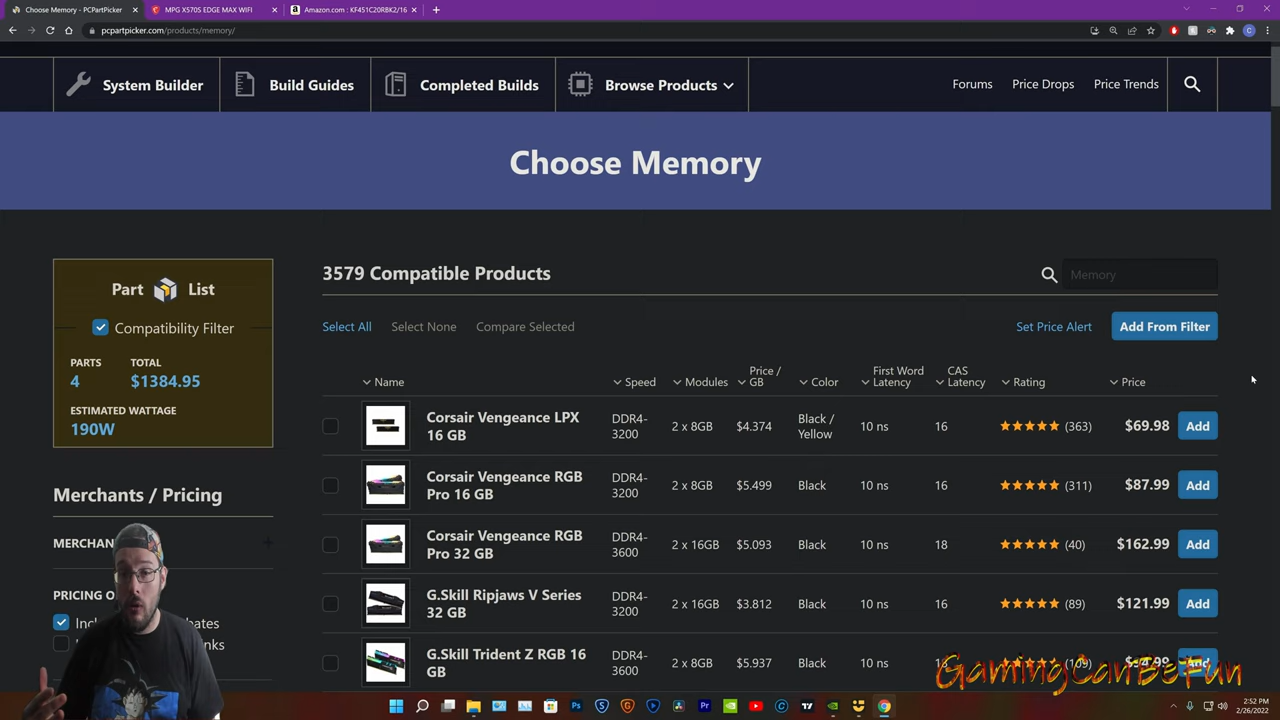 Choose Memory - PCPartPicker
MPG X570S EDGE MAX WIFI
Amazon.com : KF451C20RBK2/16
pcpartpicker.com/products/memory/
System Builder
Build Guides
Completed Builds
Browse Products
Forums
Price Drops
Price Trends
Choose Memory
Part List
Compatibility Filter
PARTS TOTAL
4 $1384.95
ESTIMATED WATTAGE
190W
Merchants / Pricing
3579 Compatible Products
Memory
Select All Select None Compare Selected
Set Price Alert
Add From Filter
Name Speed Modules Price / GB Color First Word Latency CAS Latency Rating Price
Corsair Vengeance LPX 16 GB DDR4-3200 2 x 8GB $4.374 Black / Yellow 10 ns 16 (363) $69.98 Add
Corsair Vengeance RGB Pro 16 GB DDR4-3200 2 x 8GB $5.499 Black 10 ns 16 (311) $87.99 Add
Corsair Vengeance RGB Pro 32 GB DDR4-3600 2 x 16GB $5.093 Black 10 ns 18 (40) $162.99 Add
G.Skill Ripjaws V Series 32 GB DDR4-3200 2 x 16GB $3.812 Black 10 ns 16 (89) $121.99 Add
G.Skill Trident Z RGB 16 GB DDR4-3600 2 x 8GB $5.937 Black 10 ns
GamingCanBeFun
2:52 PM
2/26/2022